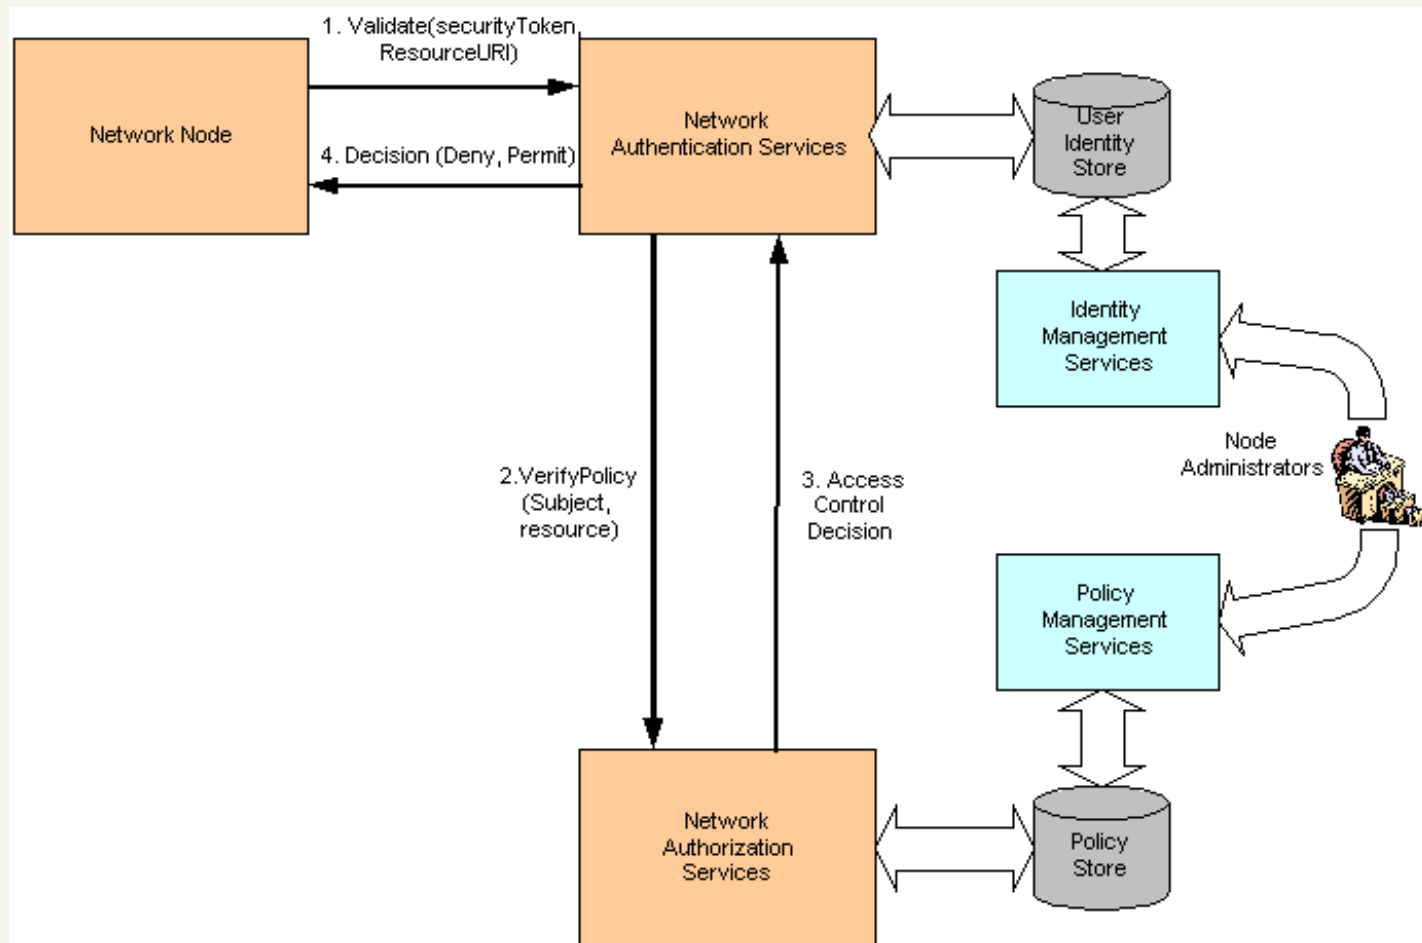 1. Validate(securityToken,
ResourceURI)
Network Node
Network
Authentication Services
User
Identity
Store
4. Decision (Deny, Permit)
Identity
Management
Services
Node
Administrators
2.VerifyPolicy
(Subject,
resource)
3. Access
Control
Decision
Policy
Management
Services
Network
Authorization
Services
Policy
Store